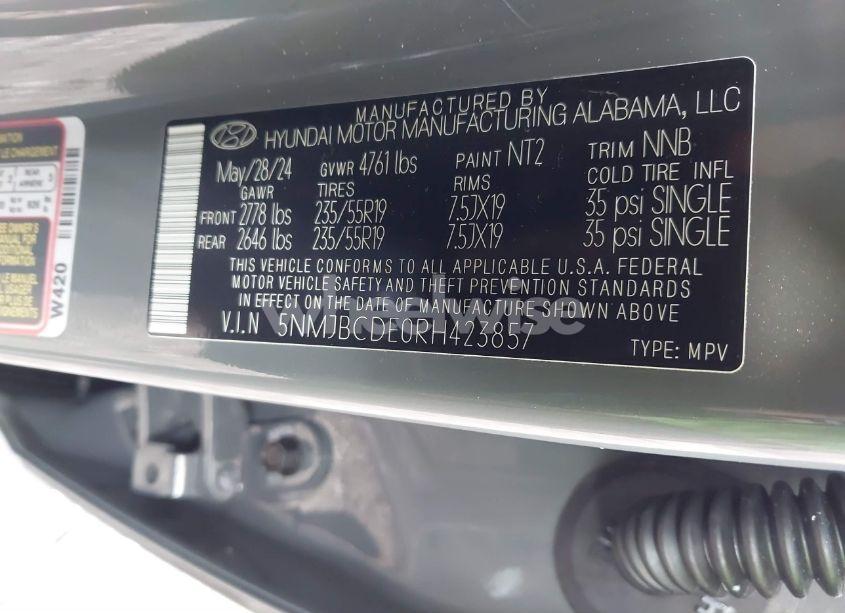 MANUFACTURED BY
HYUNDAI MOTOR MANUFACTURING ALABAMA, LLC
May/28/24 GVWR 4761 lbs PAINT NT2 TRIM NNB
GAWR TIRES RIMS COLD TIRE INFL
FRONT 2778 lbs 235/55R19 7.5JX19 35 psi SINGLE
REAR 2646 lbs 235/55R19 7.5JX19 35 psi SINGLE
THIS VEHICLE CONFORMS TO ALL APPLICABLE U.S.A. FEDERAL
MOTOR VEHICLE SAFETY AND THEFT PREVENTION STANDARDS
IN EFFECT ON THE DATE OF MANUFACTURE SHOWN ABOVE
V.I.N 5NMJBCDE0RH423857 TYPE: MPV
W420
Wheelwise